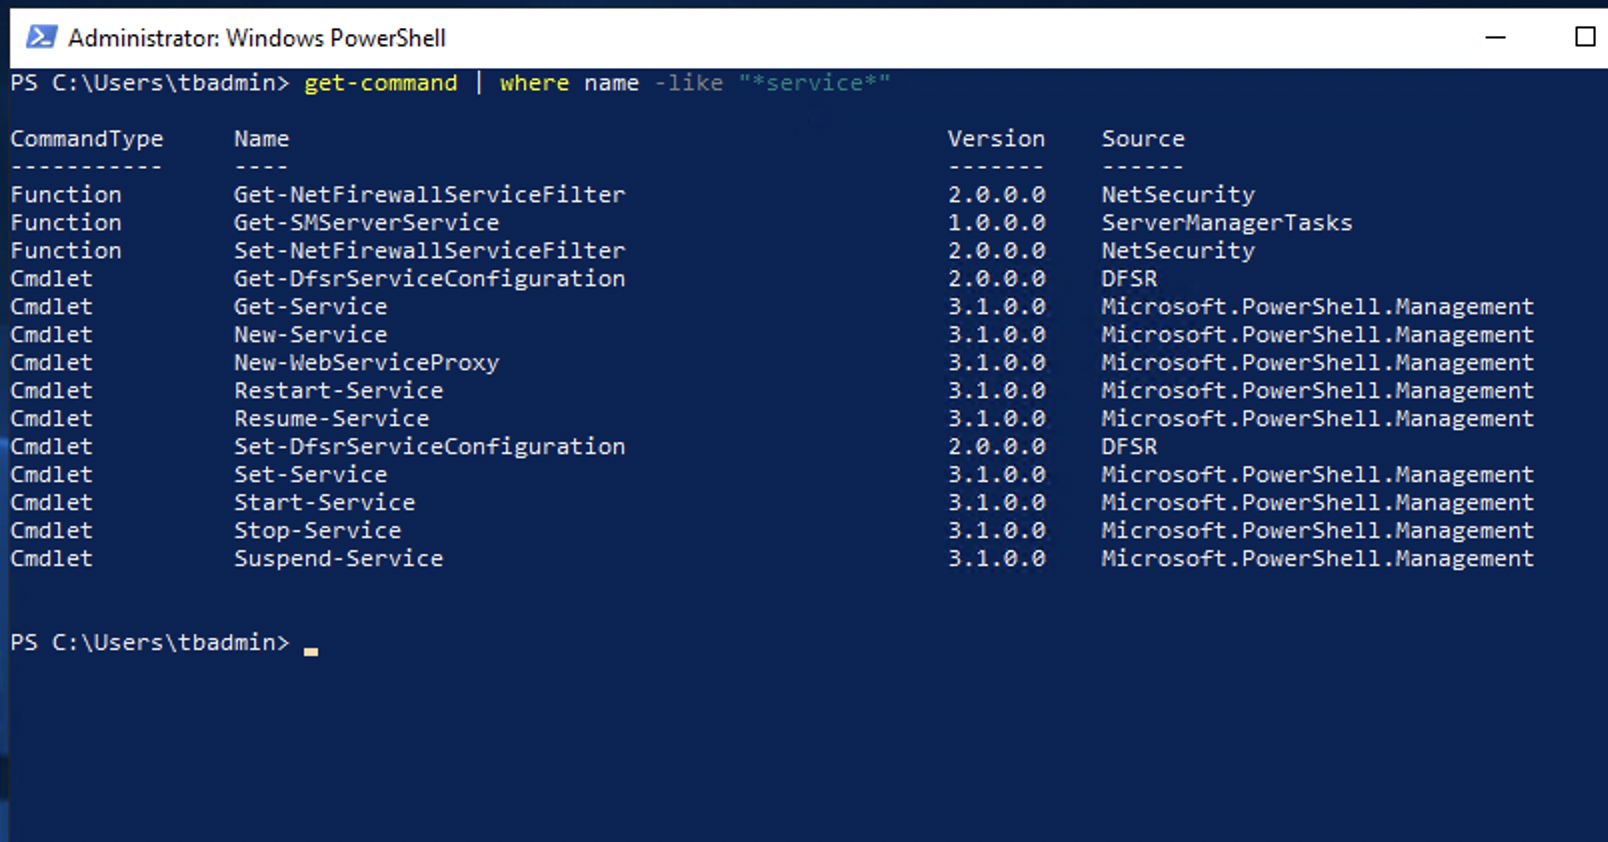 Administrator: Windows PowerShell
PS C:\Users\tbadmin> get-command | where name -like "*service*"
CommandType     Name                                               Version    Source
-----------     ----                                               -------    ------
Function        Get-NetFirewallServiceFilter                       2.0.0.0    NetSecurity
Function        Get-SMServerService                                1.0.0.0    ServerManagerTasks
Function        Set-NetFirewallServiceFilter                       2.0.0.0    NetSecurity
Cmdlet          Get-DfsrServiceConfiguration                       2.0.0.0    DFSR
Cmdlet          Get-Service                                        3.1.0.0    Microsoft.PowerShell.Management
Cmdlet          New-Service                                        3.1.0.0    Microsoft.PowerShell.Management
Cmdlet          New-WebServiceProxy                                3.1.0.0    Microsoft.PowerShell.Management
Cmdlet          Restart-Service                                    3.1.0.0    Microsoft.PowerShell.Management
Cmdlet          Resume-Service                                     3.1.0.0    Microsoft.PowerShell.Management
Cmdlet          Set-DfsrServiceConfiguration                       2.0.0.0    DFSR
Cmdlet          Set-Service                                        3.1.0.0    Microsoft.PowerShell.Management
Cmdlet          Start-Service                                      3.1.0.0    Microsoft.PowerShell.Management
Cmdlet          Stop-Service                                       3.1.0.0    Microsoft.PowerShell.Management
Cmdlet          Suspend-Service                                    3.1.0.0    Microsoft.PowerShell.Management
PS C:\Users\tbadmin>